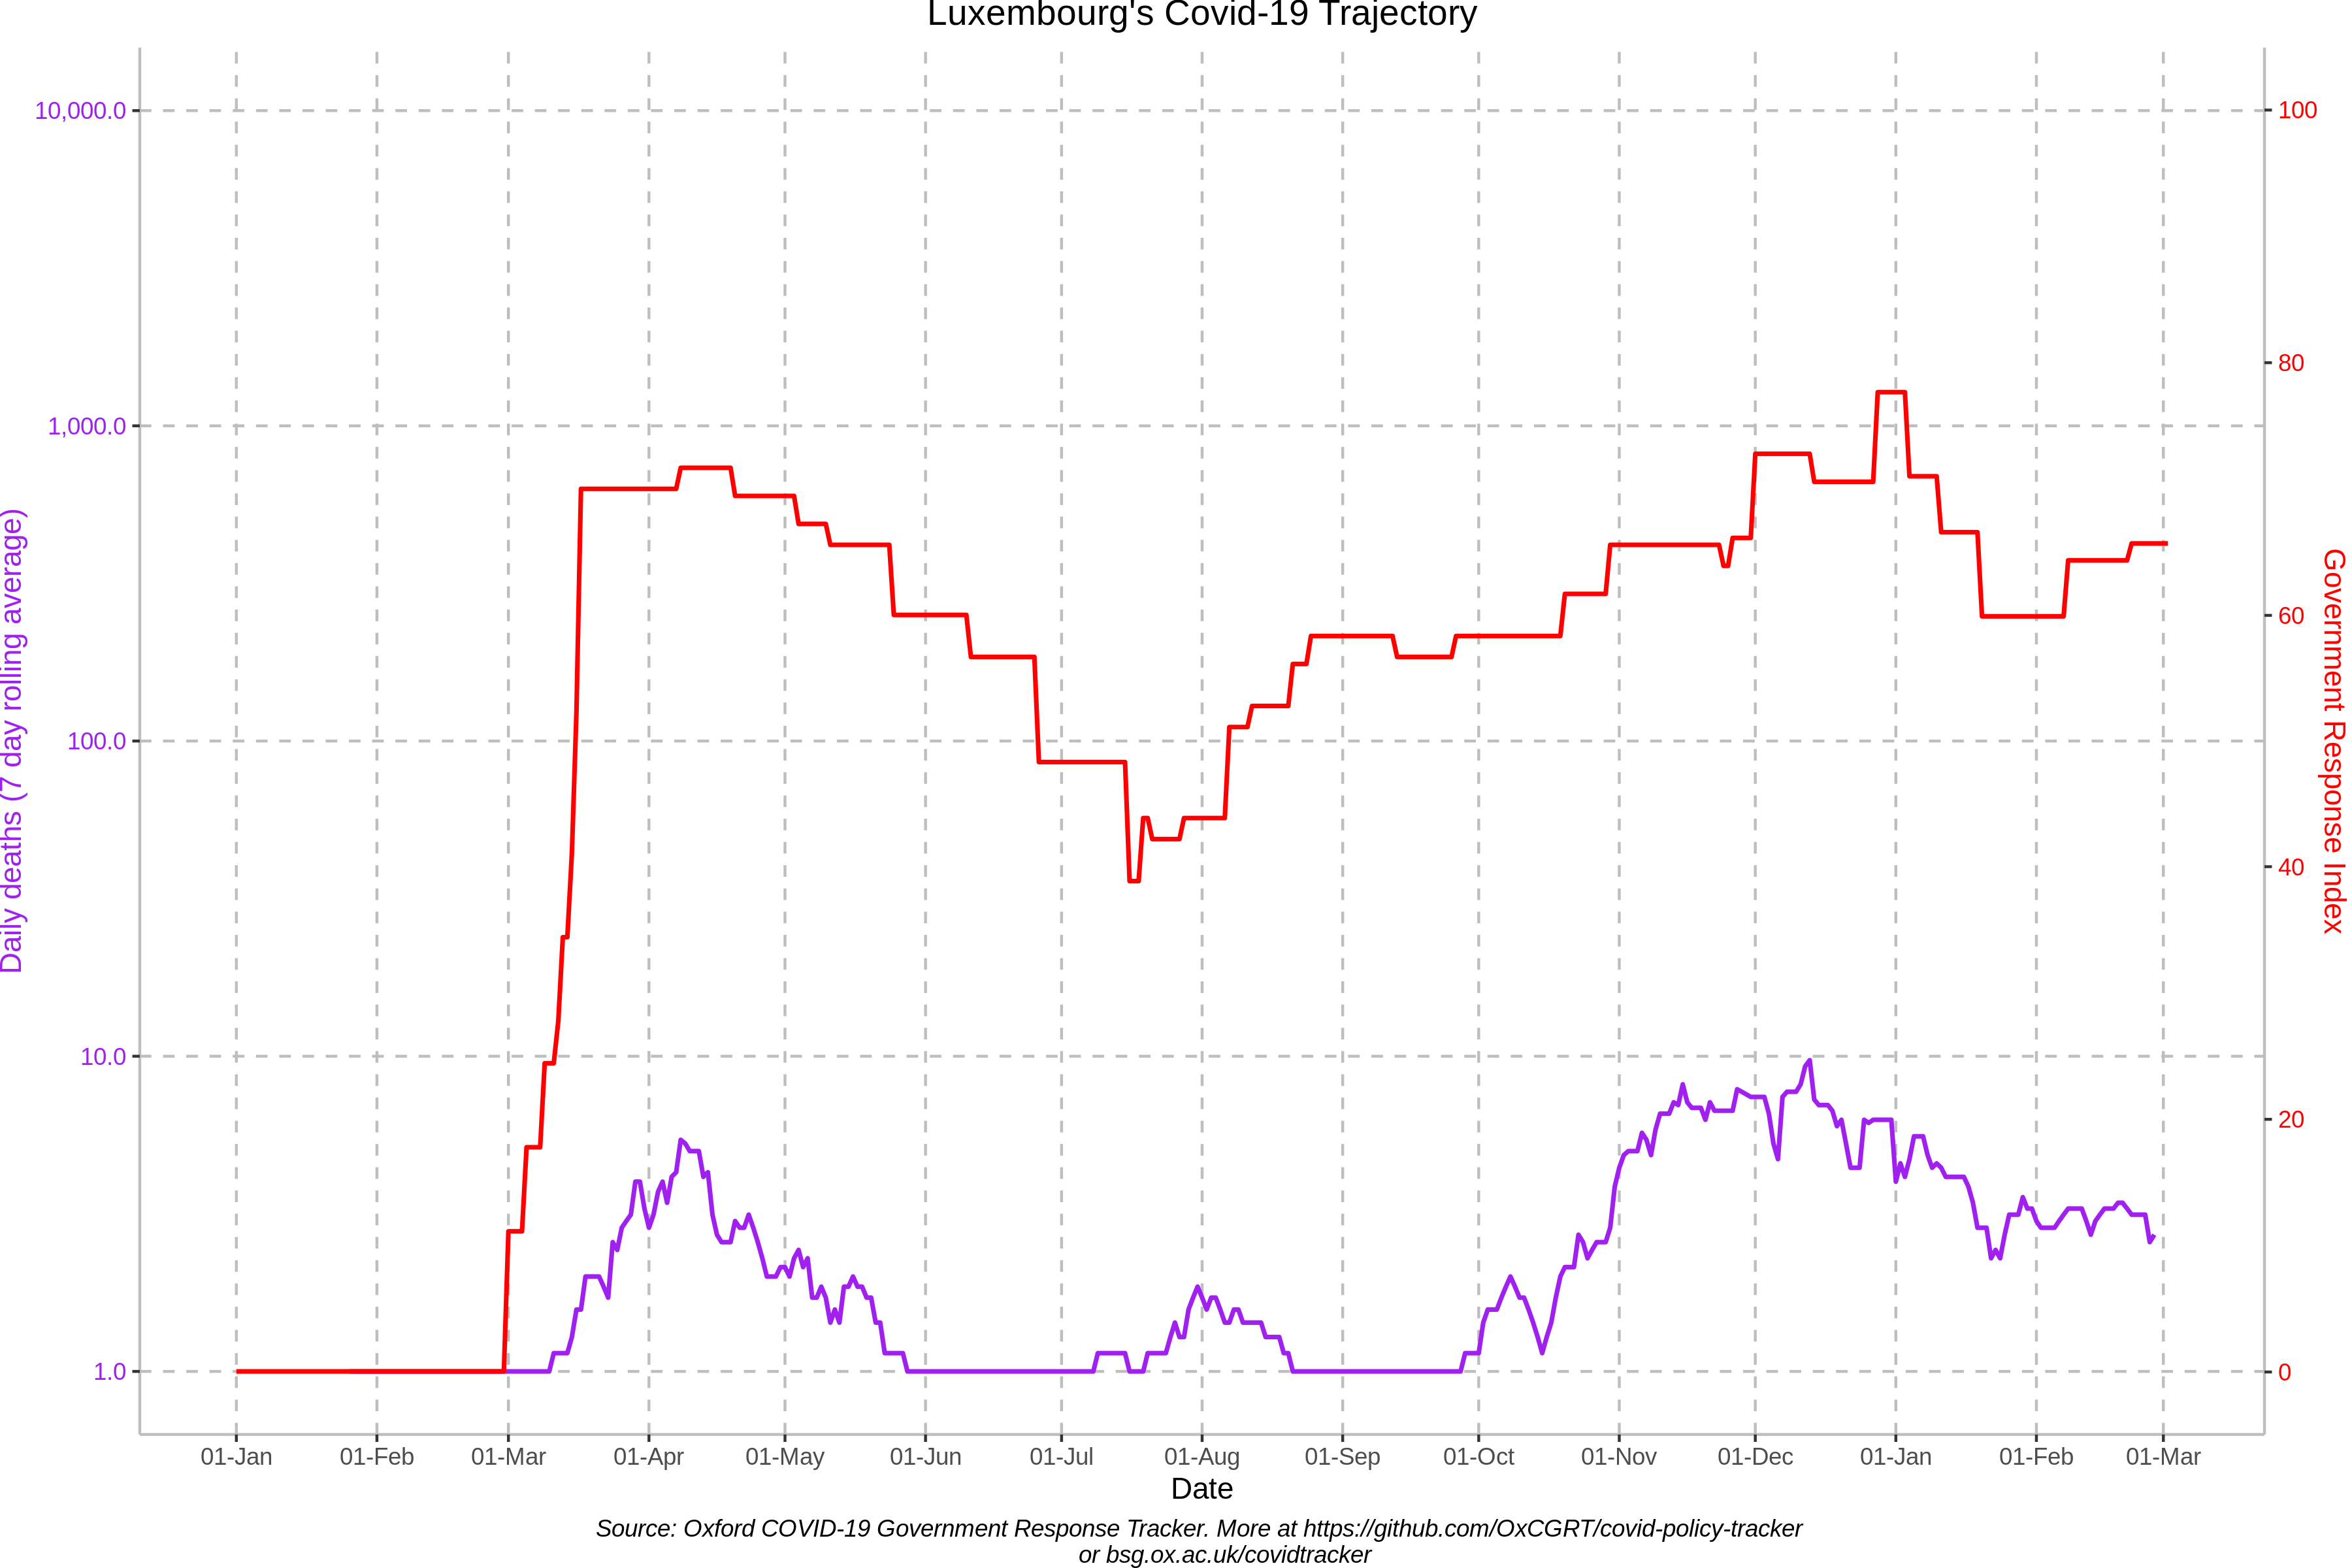 Luxembourg's Covid-19 Trajectory
10,000.0
1,000.0
100.0
10.0
1.0
Daily deaths (7 day rolling average)
100
80
60
40
20
0
Government Response Index
01-Jan 01-Feb 01-Mar 01-Apr 01-May 01-Jun 01-Jul 01-Aug 01-Sep 01-Oct 01-Nov 01-Dec 01-Jan 01-Feb 01-Mar
Date
Source: Oxford COVID-19 Government Response Tracker. More at https://github.com/OxCGRT/covid-policy-tracker
or bsg.ox.ac.uk/covidtracker